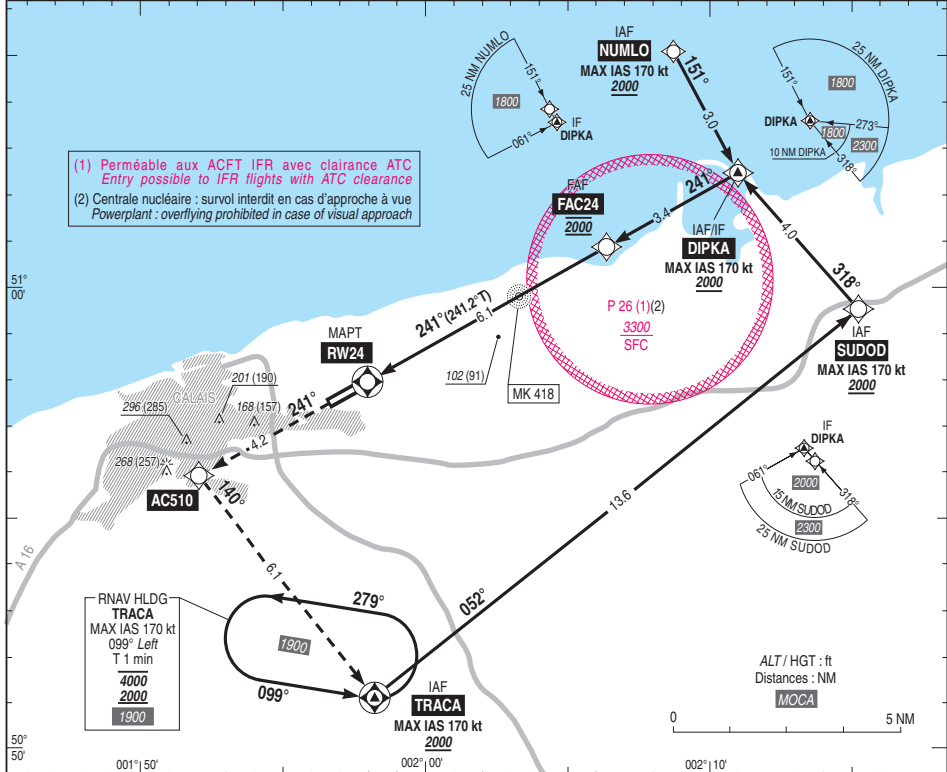 IAF
NUMLO
MAX IAS 170 kt
2000
151°
3.0
25 NM NUMLO
151°
1800
061°
IF
DIPKA
25 NM DIPKA
151°
1800
DIPKA
273°
1800
2300
10 NM DIPKA
318°
(1) Perméable aux ACFT IFR avec clairance ATC
Entry possible to IFR flights with ATC clearance
(2) Centrale nucléaire : survol interdit en cas d'approche à vue
Powerplant : overflying prohibited in case of visual approach
FAF
FAC24
2000
241°
3.4
IAF/IF
DIPKA
MAX IAS 170 kt
2000
4.0
318°
51°
00'
241° (241.2°T)
6.1
P 26 (1)(2)
3300
SFC
IAF
SUDOD
MAX IAS 170 kt
2000
MAPT
RW24
102 (91)
MK 418
CALAIS
201 (190)
296 (285)
168 (157)
268 (257)
241°
4.2
AC510
140°
6.1
IF
DIPKA
061°
2000
318°
15 NM SUDOD
2300
25 NM SUDOD
13.6
052°
A 16
RNAV HLDG
TRACA
MAX IAS 170 kt
099° Left
T 1 min
4000
2000
1900
279°
1900
099°
IAF
TRACA
MAX IAS 170 kt
2000
ALT / HGT : ft
Distances : NM
MOCA
0 5 NM
50°
50'
001°50' 002°00' 002°10'